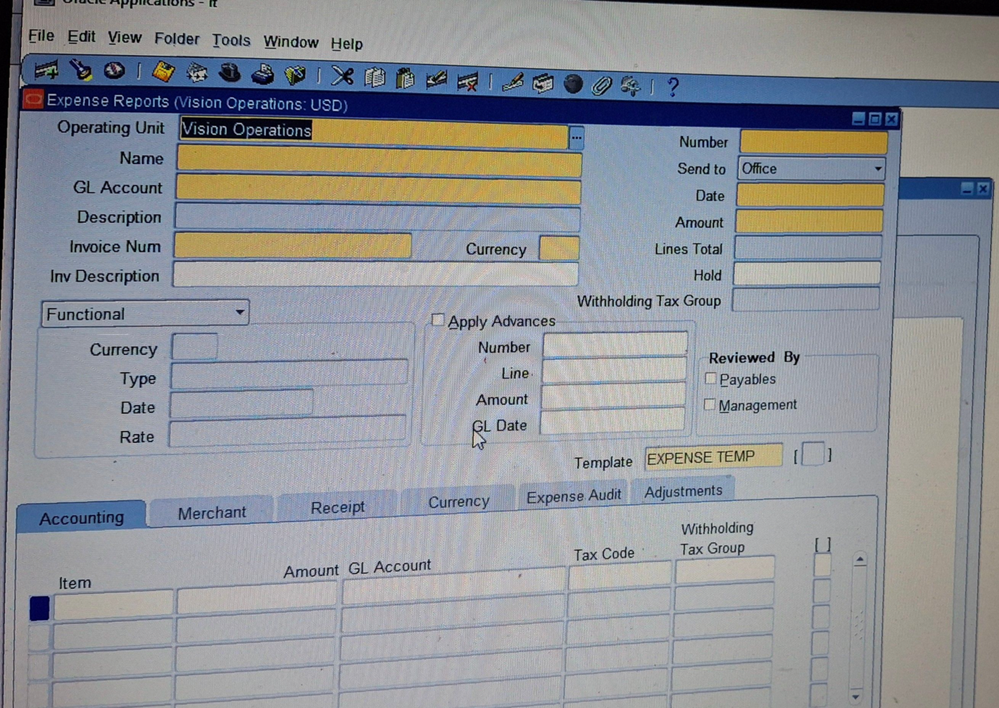 Oracle Applications - it
File Edit View Folder Tools Window Help
Expense Reports (Vision Operations: USD)
Operating Unit Vision Operations ...
Number
Name
Send to Office
GL Account
Date
Description
Amount
Invoice Num
Currency
Lines Total
Inv Description
Hold
Withholding Tax Group
Functional
Apply Advances
Currency
Number
Reviewed By
Type
Line
Payables
Date
Amount
Management
Rate
GL Date
Template EXPENSE TEMP [ ]
Accounting Merchant Receipt Currency Expense Audit Adjustments
Withholding
Item Amount GL Account Tax Code Tax Group [ ]